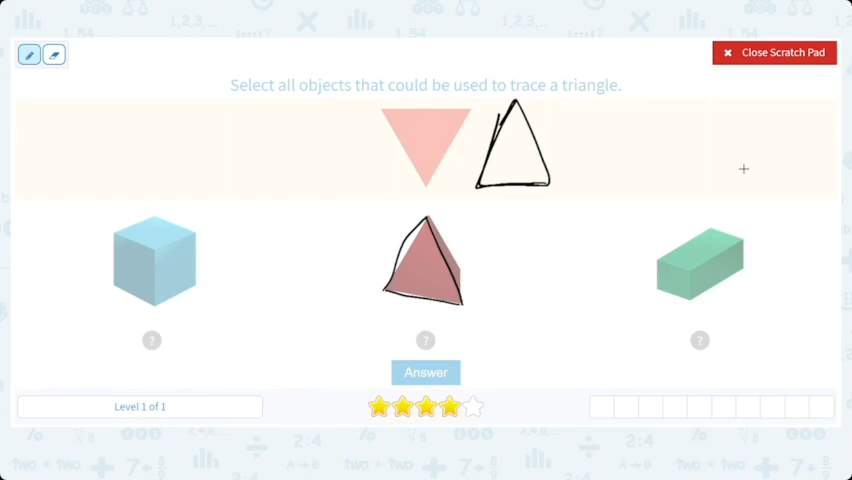 Close Scratch Pad
Select all objects that could be used to trace a triangle.
?
?
?
Answer
Level 1 of 1